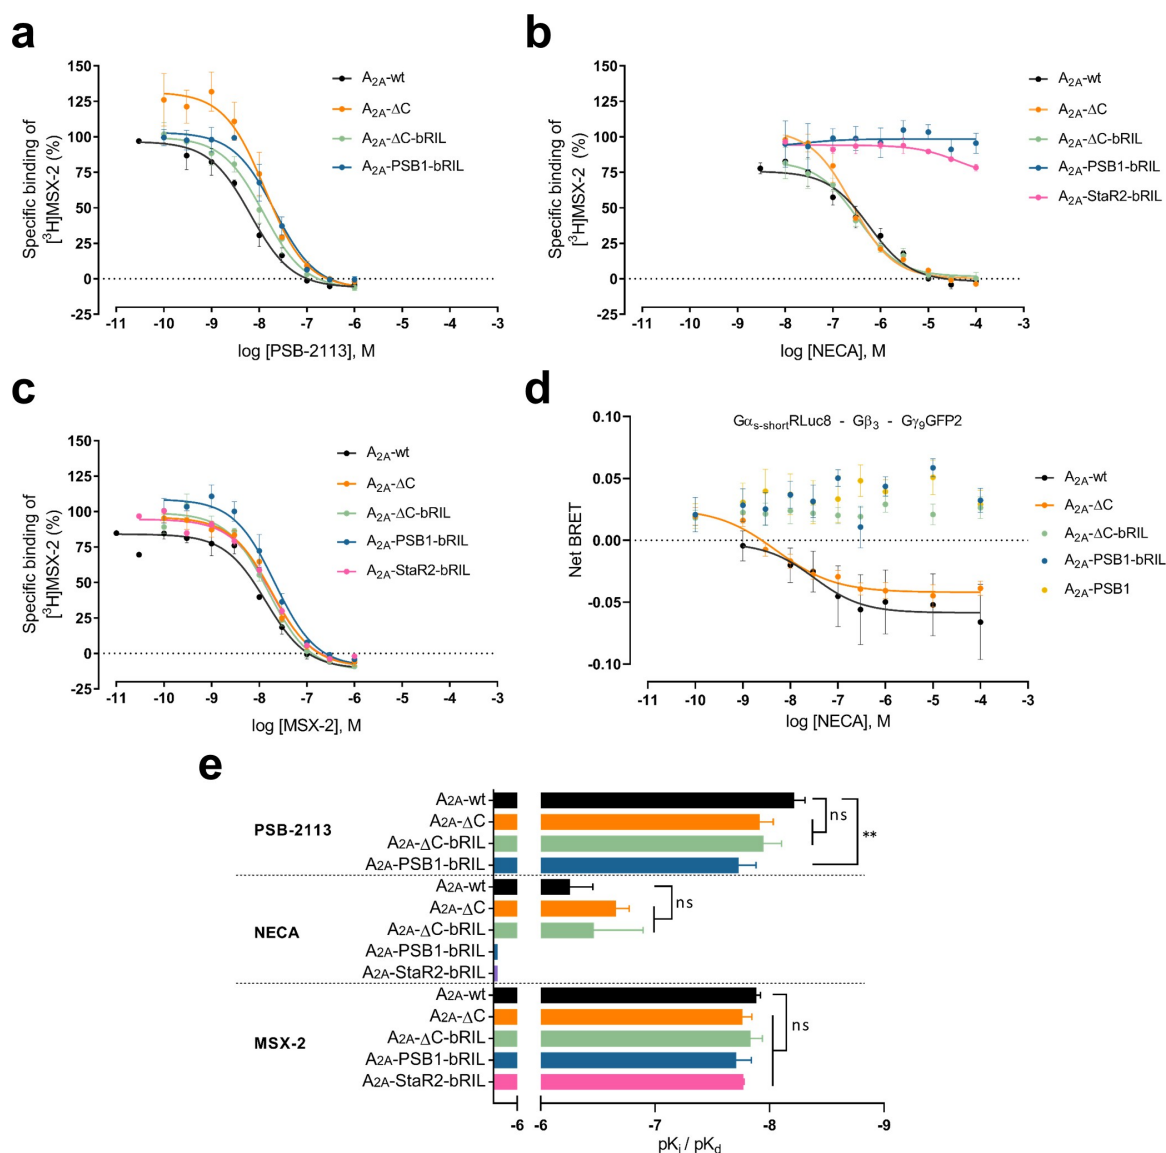 a
150
125
100
75
50
25
0
-25
Specific binding of
[³H]MSX-2 (%)
-11 -10 -9 -8 -7 -6 -5 -4 -3
log [PSB-2113], M
A2A-wt
A2A-ΔC
A2A-ΔC-bRIL
A2A-PSB1-bRIL
b
150
125
100
75
50
25
0
-25
Specific binding of
[³H]MSX-2 (%)
-11 -10 -9 -8 -7 -6 -5 -4 -3
log [NECA], M
A2A-wt
A2A-ΔC
A2A-ΔC-bRIL
A2A-PSB1-bRIL
A2A-StaR2-bRIL
c
150
125
100
75
50
25
0
-25
Specific binding of
[³H]MSX-2 (%)
-11 -10 -9 -8 -7 -6 -5 -4 -3
log [MSX-2], M
A2A-wt
A2A-ΔC
A2A-ΔC-bRIL
A2A-PSB1-bRIL
A2A-StaR2-bRIL
d
Gαs-shortRLuc8 - Gβ3 - Gγ9GFP2
0.10
0.05
0.00
-0.05
-0.10
Net BRET
-11 -10 -9 -8 -7 -6 -5 -4 -3
log [NECA], M
A2A-wt
A2A-ΔC
A2A-ΔC-bRIL
A2A-PSB1-bRIL
A2A-PSB1
e
PSB-2113
A2A-wt
A2A-ΔC
A2A-ΔC-bRIL
A2A-PSB1-bRIL
ns
**
NECA
A2A-wt
A2A-ΔC
A2A-ΔC-bRIL
A2A-PSB1-bRIL
A2A-StaR2-bRIL
ns
MSX-2
A2A-wt
A2A-ΔC
A2A-ΔC-bRIL
A2A-PSB1-bRIL
A2A-StaR2-bRIL
ns
-6 -6 -7 -8 -9
pKi / pKd